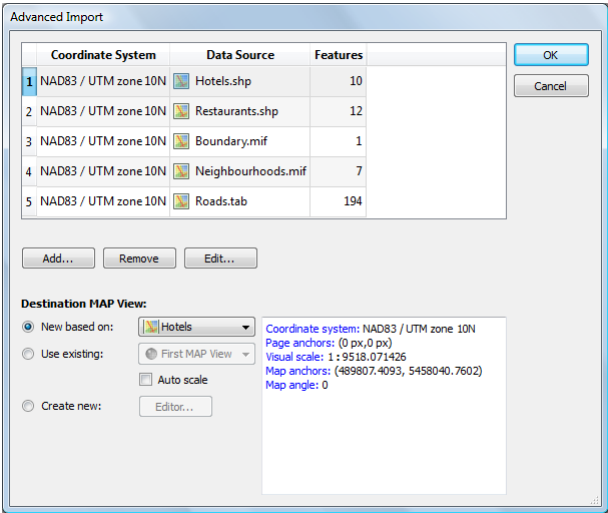 Advanced Import
Coordinate System Data Source Features
1 NAD83 / UTM zone 10N Hotels.shp 10
2 NAD83 / UTM zone 10N Restaurants.shp 12
3 NAD83 / UTM zone 10N Boundary.mif 1
4 NAD83 / UTM zone 10N Neighbourhoods.mif 7
5 NAD83 / UTM zone 10N Roads.tab 194
OK
Cancel
Add... Remove Edit...
Destination MAP View:
New based on: Hotels
Use existing: First MAP View
Auto scale
Create new: Editor...
Coordinate system: NAD83 / UTM zone 10N
Page anchors: (0 px,0 px)
Visual scale: 1 : 9518.071426
Map anchors: (489807.4093, 5458040.7602)
Map angle: 0